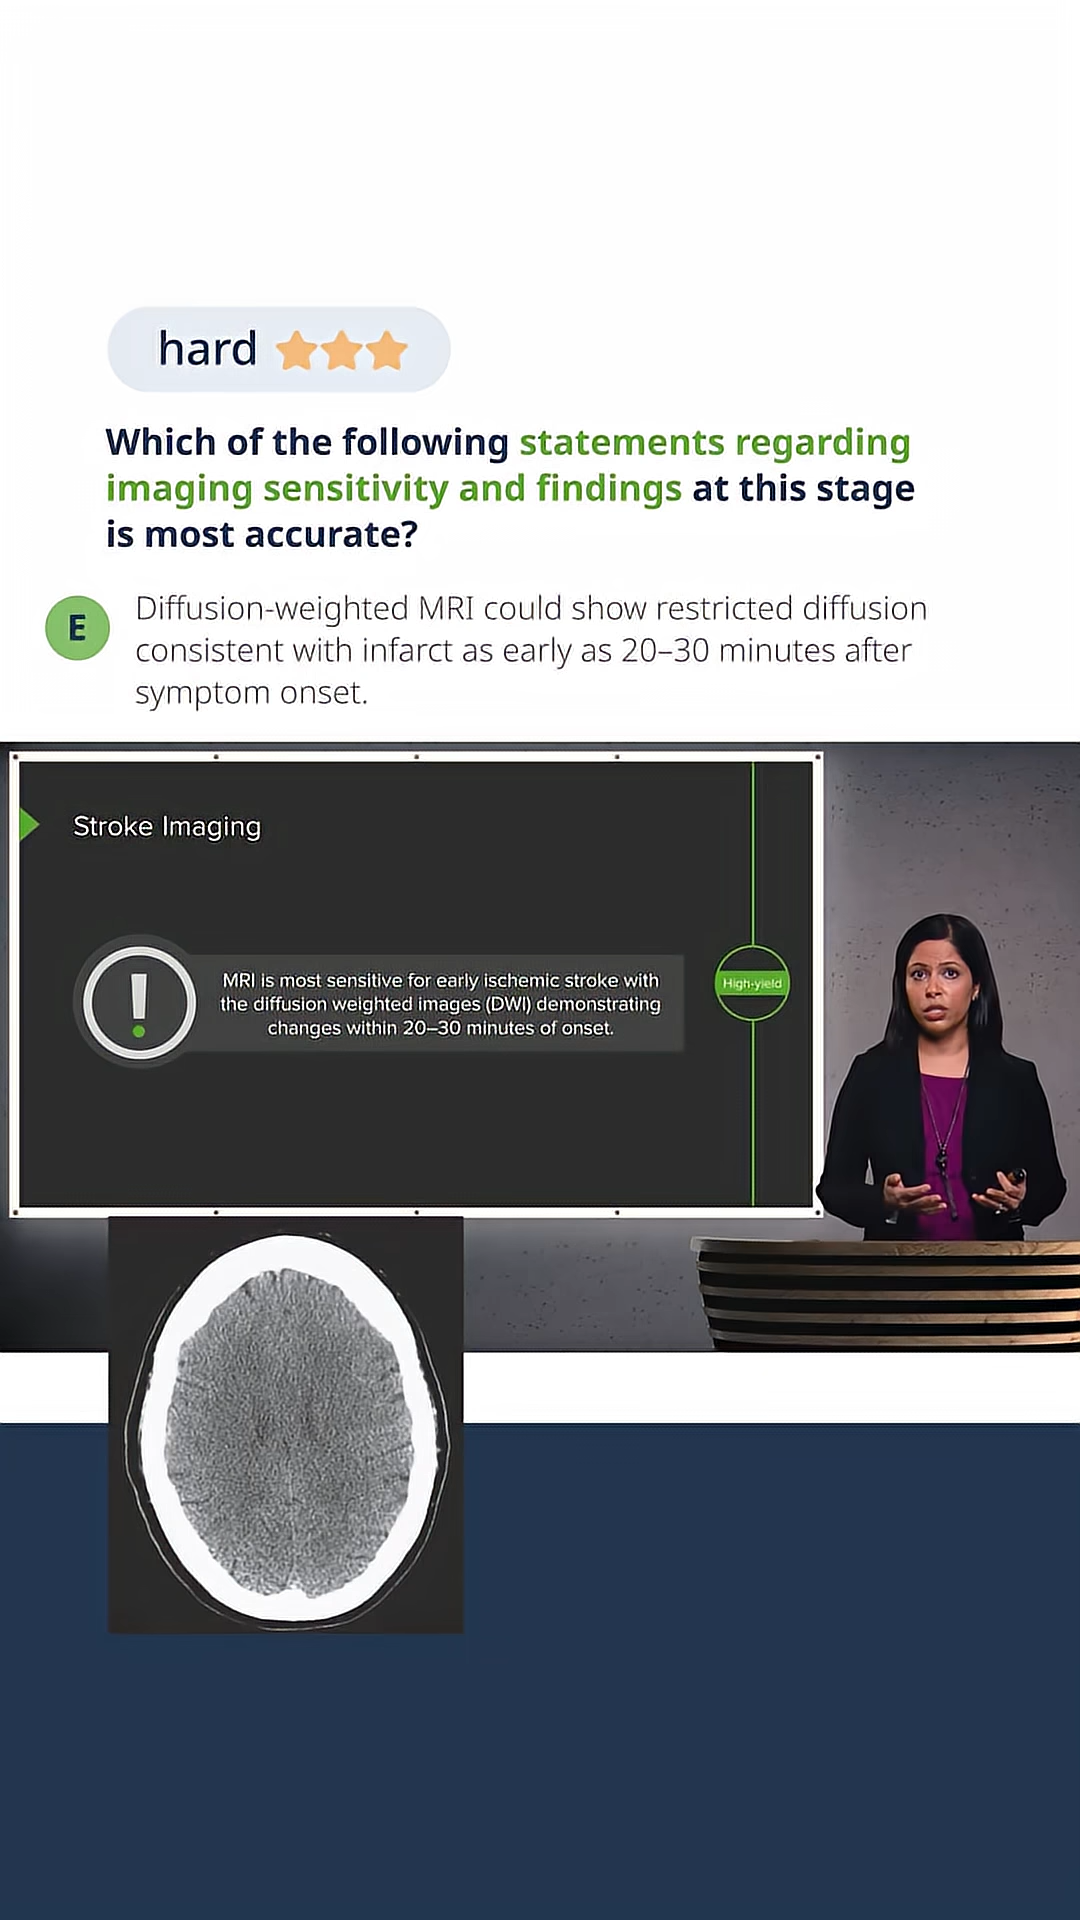 hard
Which of the following statements regarding
imaging sensitivity and findings at this stage
is most accurate?
E
Diffusion-weighted MRI could show restricted diffusion
consistent with infarct as early as 20–30 minutes after
symptom onset.
Stroke Imaging
MRI is most sensitive for early ischemic stroke with
the diffusion weighted images (DWI) demonstrating
changes within 20–30 minutes of onset.
High-yield